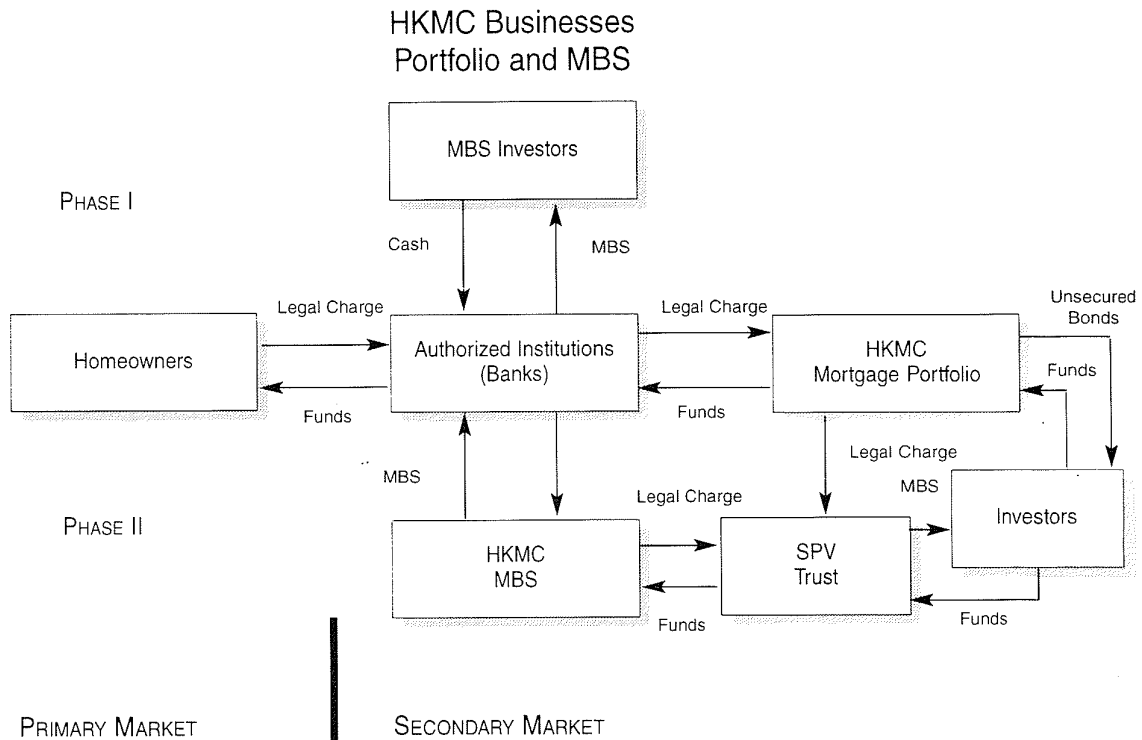 HKMC Businesses
Portfolio and MBS
MBS Investors
PHASE I
Cash
MBS
Legal Charge
Legal Charge
Unsecured
Bonds
Homeowners
Authorized Institutions
(Banks)
HKMC
Mortgage Portfolio
Funds
Funds
Funds
MBS
Legal Charge
Legal Charge
MBS
PHASE II
HKMC
MBS
SPV
Trust
Investors
Funds
Funds
PRIMARY MARKET
SECONDARY MARKET